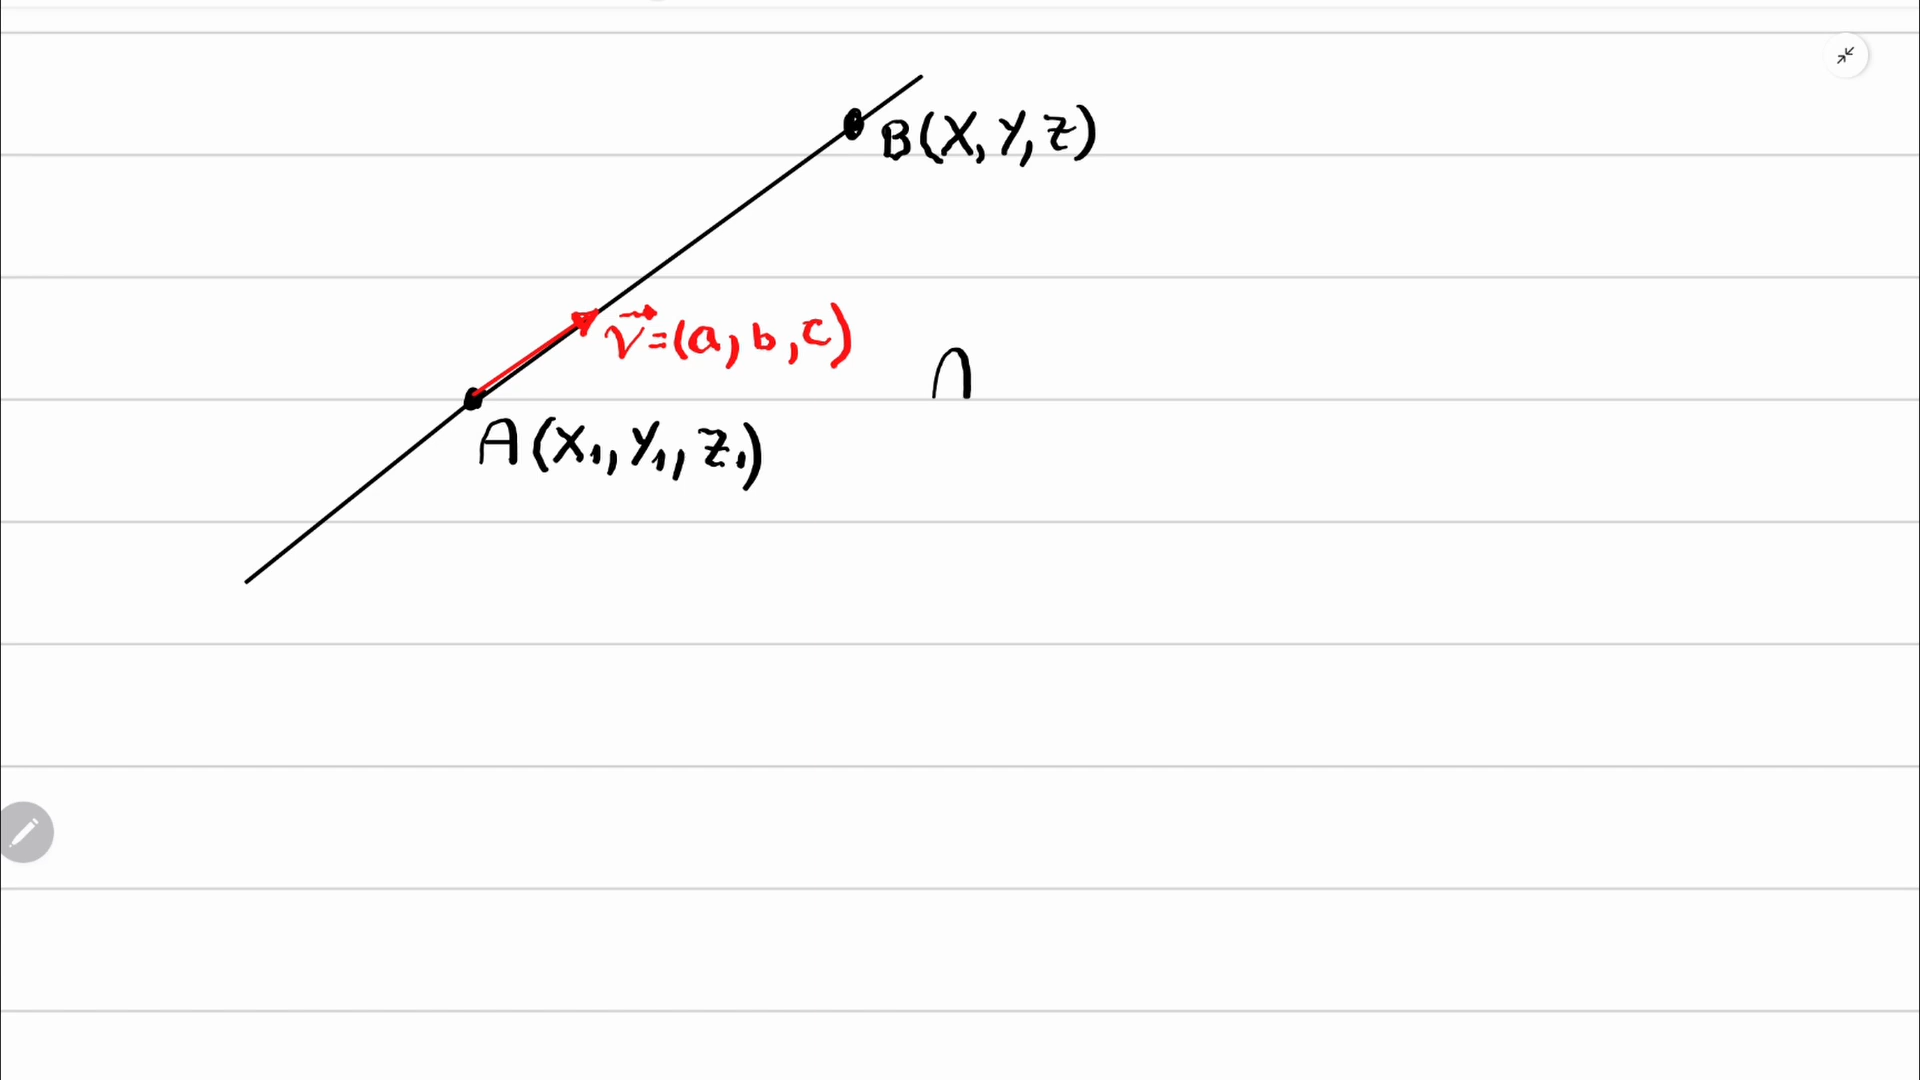 B(X, Y, Z)
v⃗=(a, b, c)
A(X₁, Y₁, Z₁)